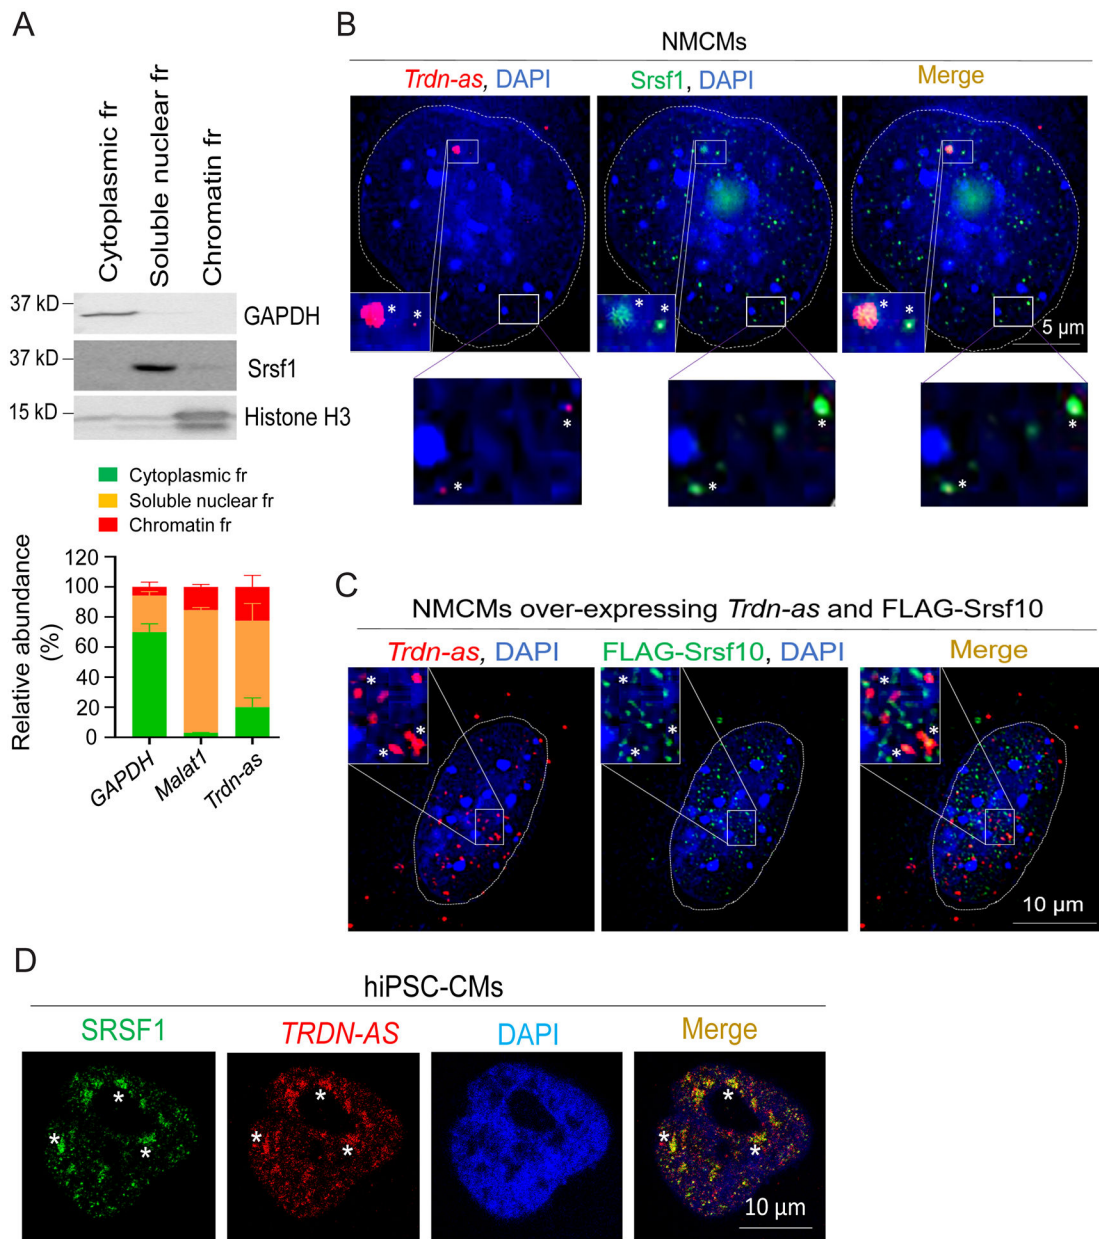 A
Cytoplasmic fr
Soluble nuclear fr
Chromatin fr
37 kD
GAPDH
37 kD
Srsf1
15 kD
Histone H3
Cytoplasmic fr
Soluble nuclear fr
Chromatin fr
Relative abundance
(%)
120
100
80
60
40
20
0
GAPDH
Malat1
Trdn-as
B
NMCMs
Trdn-as, DAPI
Srsf1, DAPI
Merge
* *
* *
* *
5 μm
*
*
*
*
*
*
C
NMCMs over-expressing Trdn-as and FLAG-Srsf10
Trdn-as, DAPI
FLAG-Srsf10, DAPI
Merge
*
*
*
*
*
*
*
*
*
10 μm
D
hiPSC-CMs
SRSF1
TRDN-AS
DAPI
Merge
*
*
*
*
*
*
*
*
*
10 μm